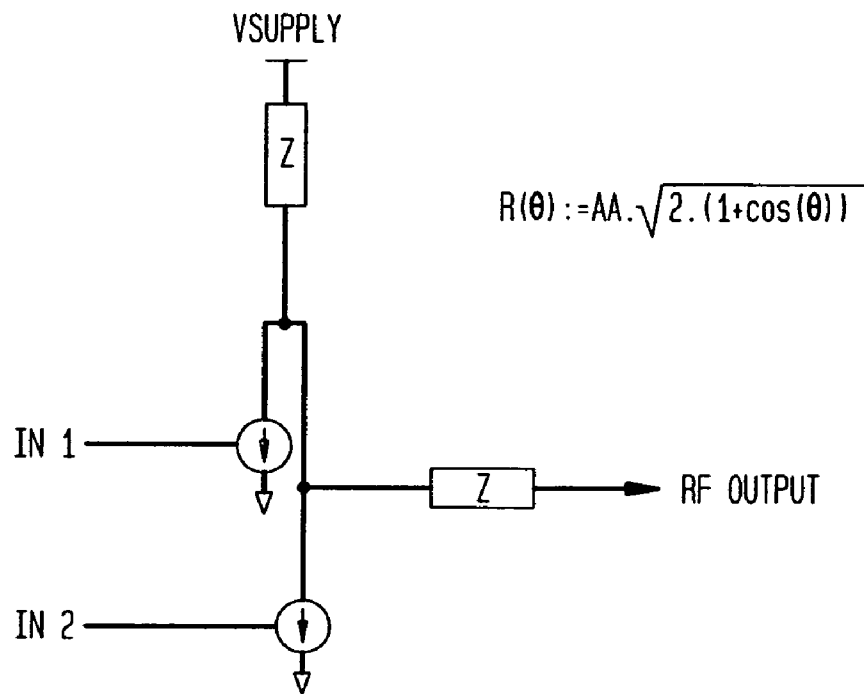 VSUPPLY
Z
R(θ):=AA.√2.(1+cos(θ))
IN 1
Z
RF OUTPUT
IN 2